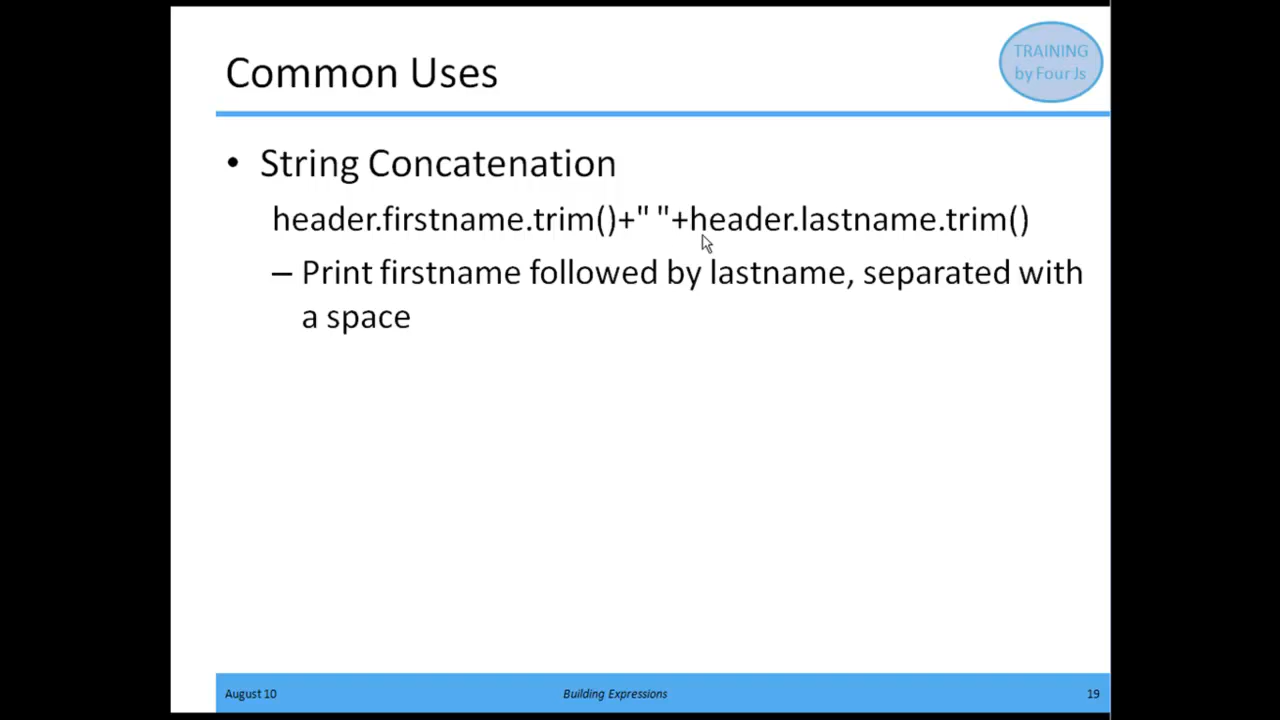 TRAINING
by Four Js
Common Uses
• String Concatenation
header.firstname.trim()+" "+header.lastname.trim()
– Print firstname followed by lastname, separated with
a space
August 10
Building Expressions
19